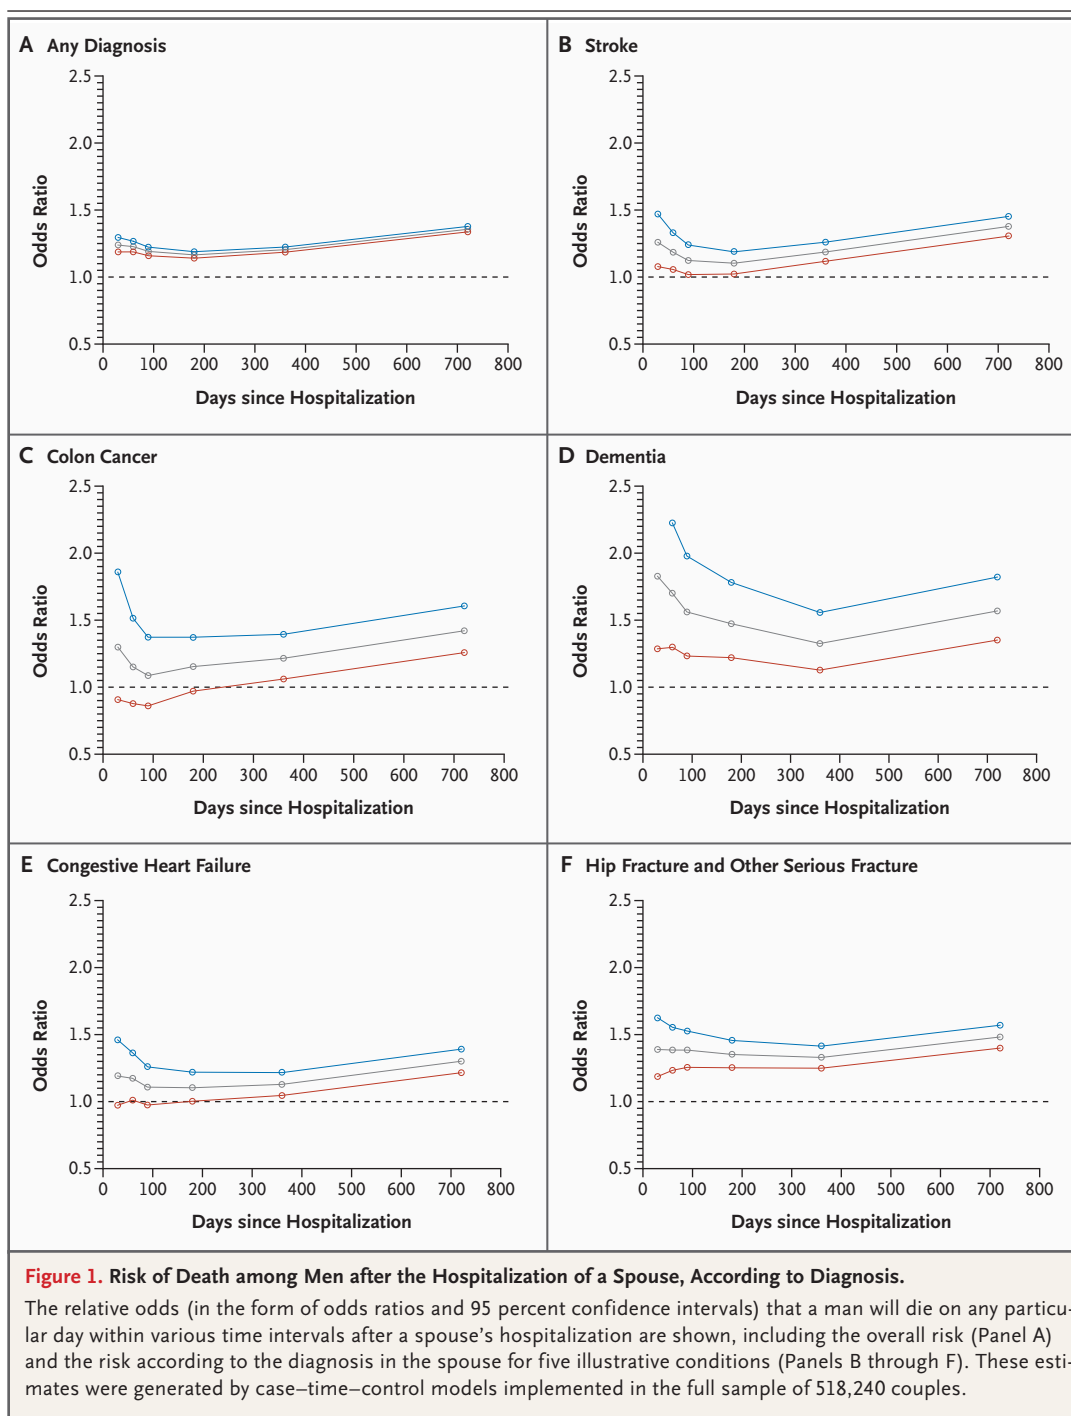 A Any Diagnosis
2.5
2.0
1.5
1.0
0.5
Odds Ratio
0 100 200 300 400 500 600 700 800
Days since Hospitalization
B Stroke
2.5
2.0
1.5
1.0
0.5
Odds Ratio
0 100 200 300 400 500 600 700 800
Days since Hospitalization
C Colon Cancer
2.5
2.0
1.5
1.0
0.5
Odds Ratio
0 100 200 300 400 500 600 700 800
Days since Hospitalization
D Dementia
2.5
2.0
1.5
1.0
0.5
Odds Ratio
0 100 200 300 400 500 600 700 800
Days since Hospitalization
E Congestive Heart Failure
2.5
2.0
1.5
1.0
0.5
Odds Ratio
0 100 200 300 400 500 600 700 800
Days since Hospitalization
F Hip Fracture and Other Serious Fracture
2.5
2.0
1.5
1.0
0.5
Odds Ratio
0 100 200 300 400 500 600 700 800
Days since Hospitalization
Figure 1. Risk of Death among Men after the Hospitalization of a Spouse, According to Diagnosis.
The relative odds (in the form of odds ratios and 95 percent confidence intervals) that a man will die on any particu-
lar day within various time intervals after a spouse's hospitalization are shown, including the overall risk (Panel A)
and the risk according to the diagnosis in the spouse for five illustrative conditions (Panels B through F). These esti-
mates were generated by case–time–control models implemented in the full sample of 518,240 couples.